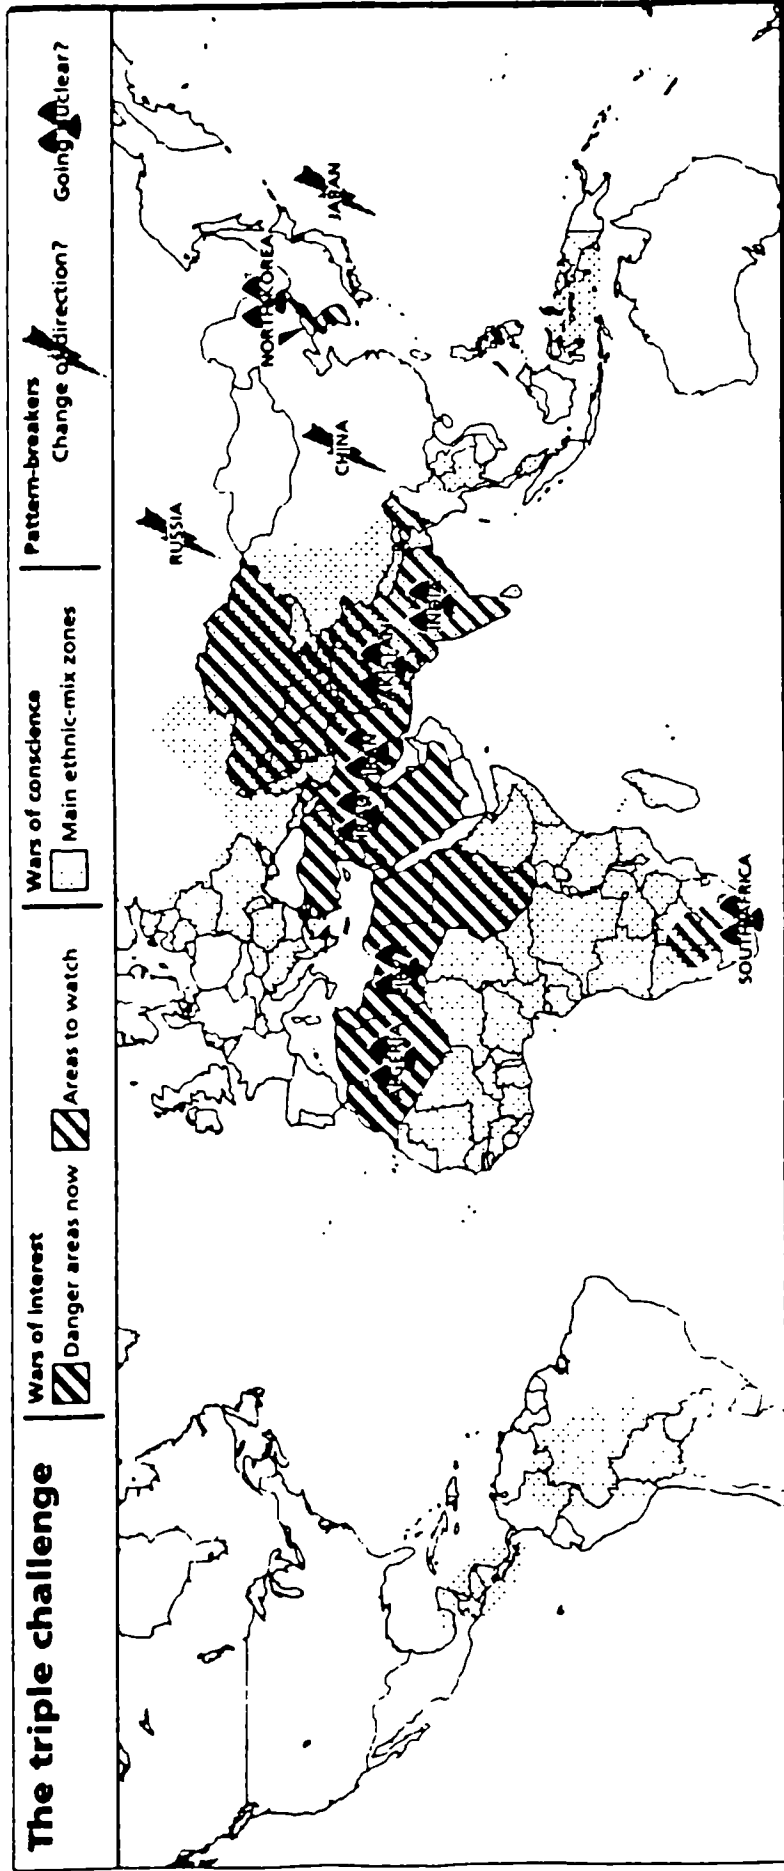 The triple challenge
Wars of interest
Danger areas now
Areas to watch
Wars of conscience
Main ethnic-mix zones
Pattern-breakers
Change of direction?
Going nuclear?
RUSSIA
CHINA
NORTH KOREA
JAPAN
ALGERIA
IRAQ
IRAN
PAKISTAN
INDIA
SOUTH AFRICA